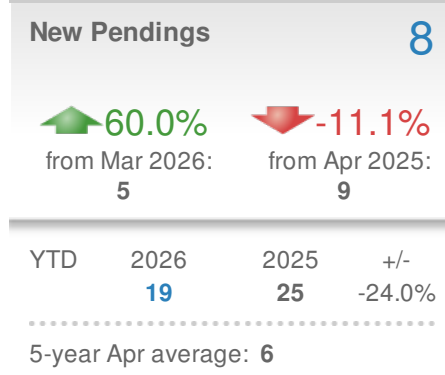 New Pendings 8
60.0% -11.1%
from Mar 2026: from Apr 2025:
5 9
YTD 2026 2025 +/-
19 25 -24.0%
5-year Apr average: 6